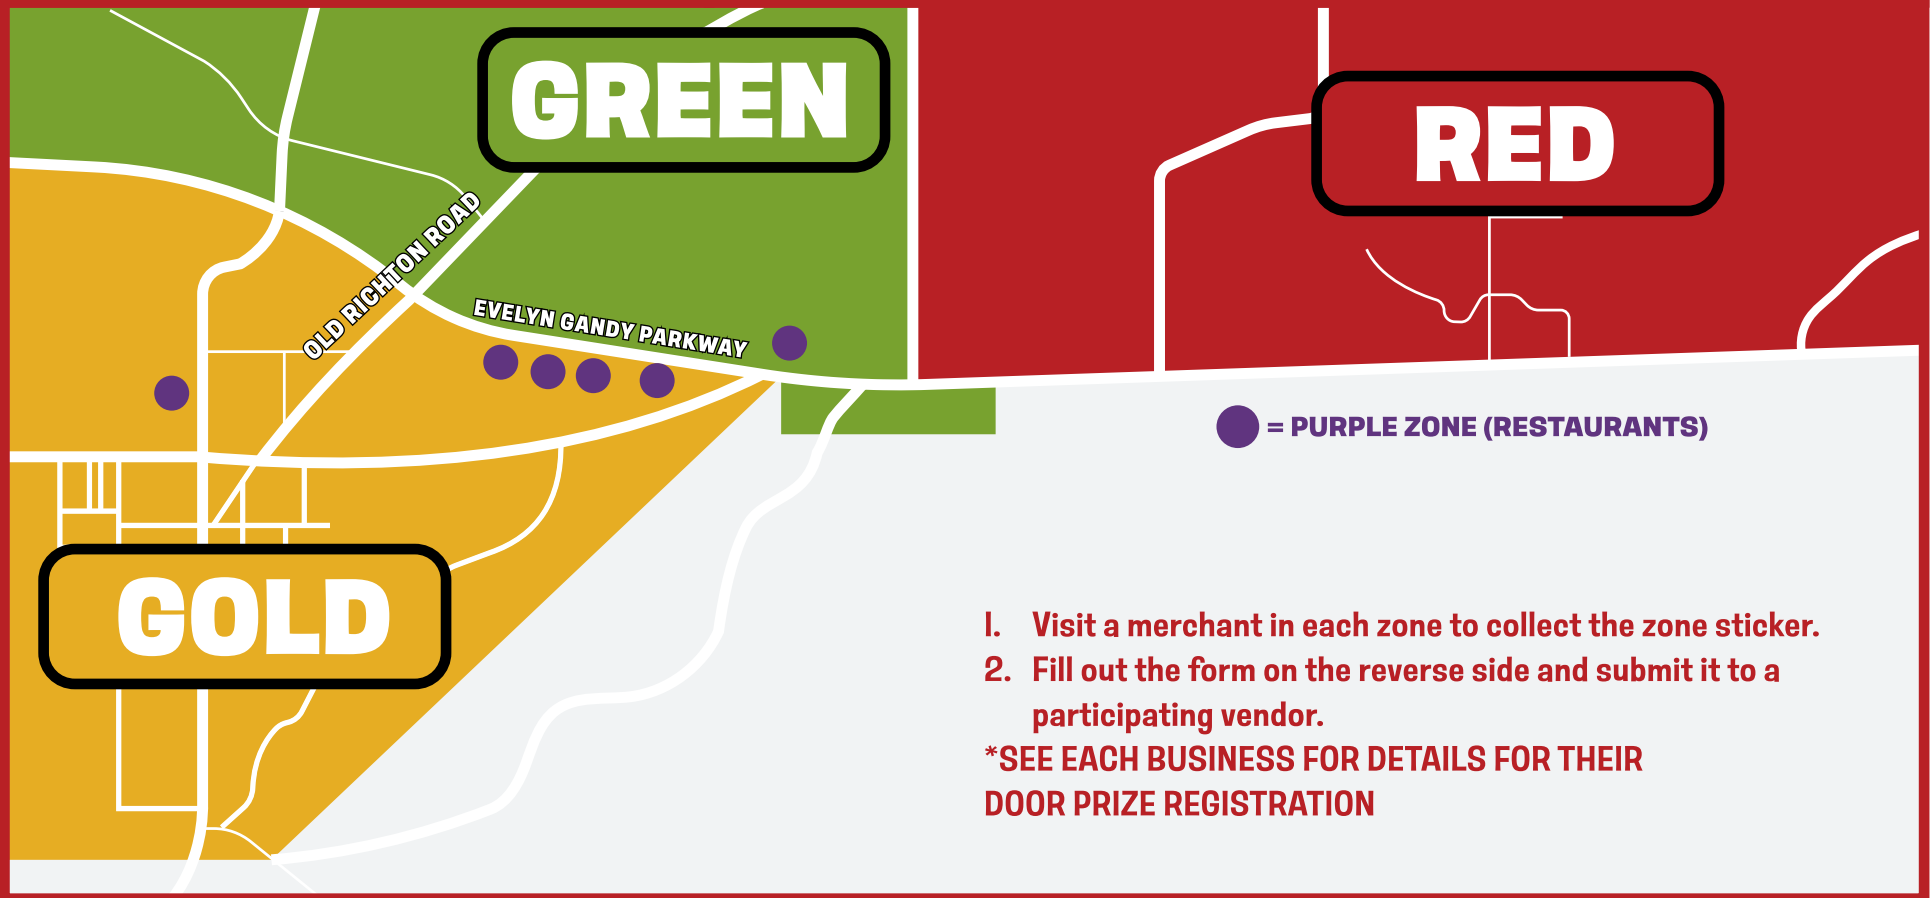 GREEN
RED
OLD RICHTON ROAD
EVELYN GANDY PARKWAY
= PURPLE ZONE (RESTAURANTS)
GOLD
1. Visit a merchant in each zone to collect the zone sticker.
2. Fill out the form on the reverse side and submit it to a
participating vendor.
*SEE EACH BUSINESS FOR DETAILS FOR THEIR
DOOR PRIZE REGISTRATION